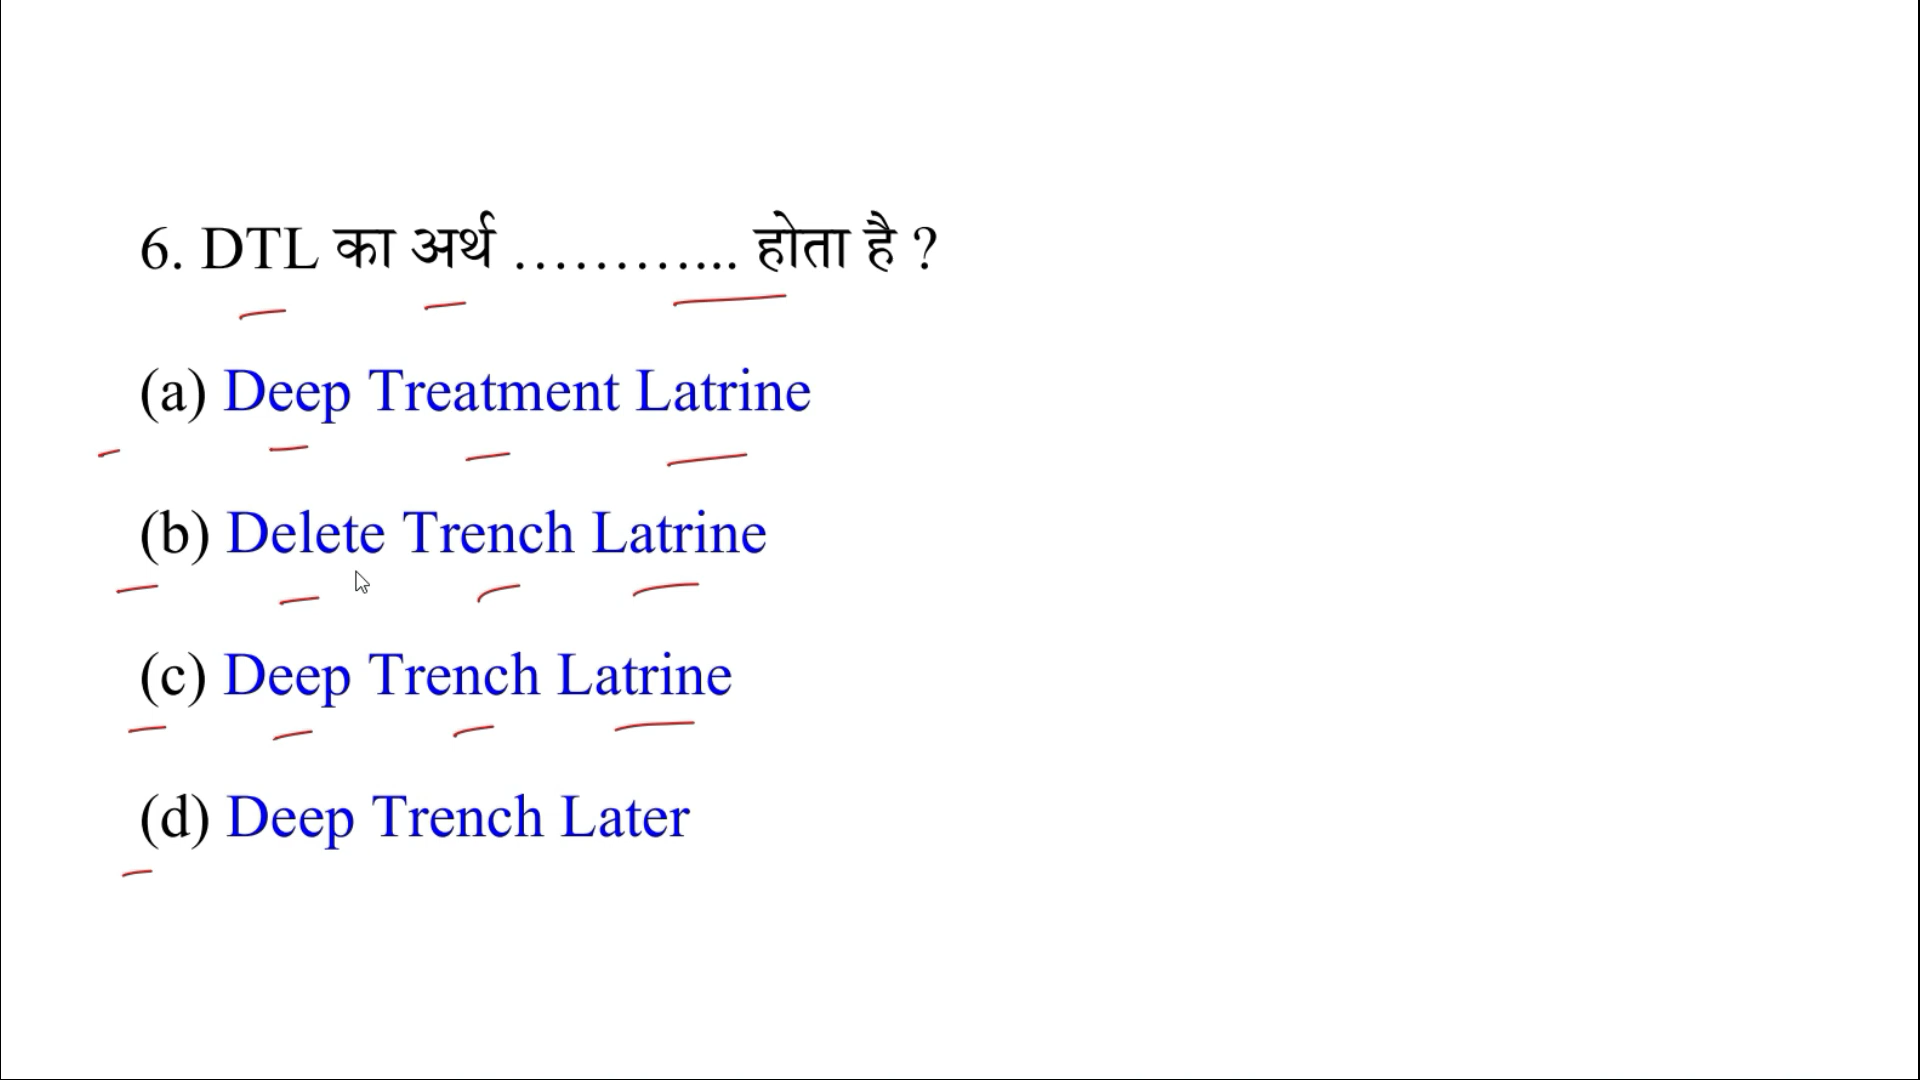 6. DTL का अर्थ ………... होता है ?
(a) Deep Treatment Latrine
(b) Delete Trench Latrine
(c) Deep Trench Latrine
(d) Deep Trench Later